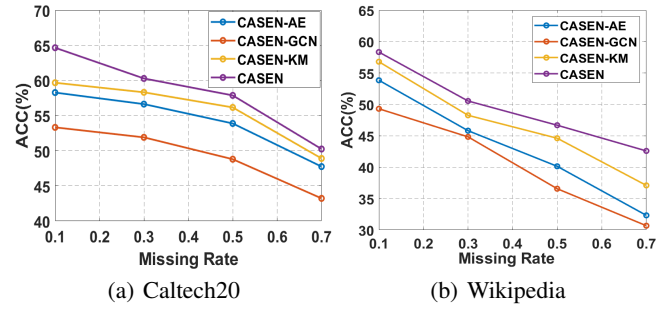 70
65
60
55
50
45
40
ACC(%)
0.1 0.2 0.3 0.4 0.5 0.6 0.7
Missing Rate
CASEN-AE
CASEN-GCN
CASEN-KM
CASEN
(a) Caltech20
65
60
55
50
45
40
35
30
ACC(%)
0.1 0.2 0.3 0.4 0.5 0.6 0.7
Missing Rate
CASEN-AE
CASEN-GCN
CASEN-KM
CASEN
(b) Wikipedia